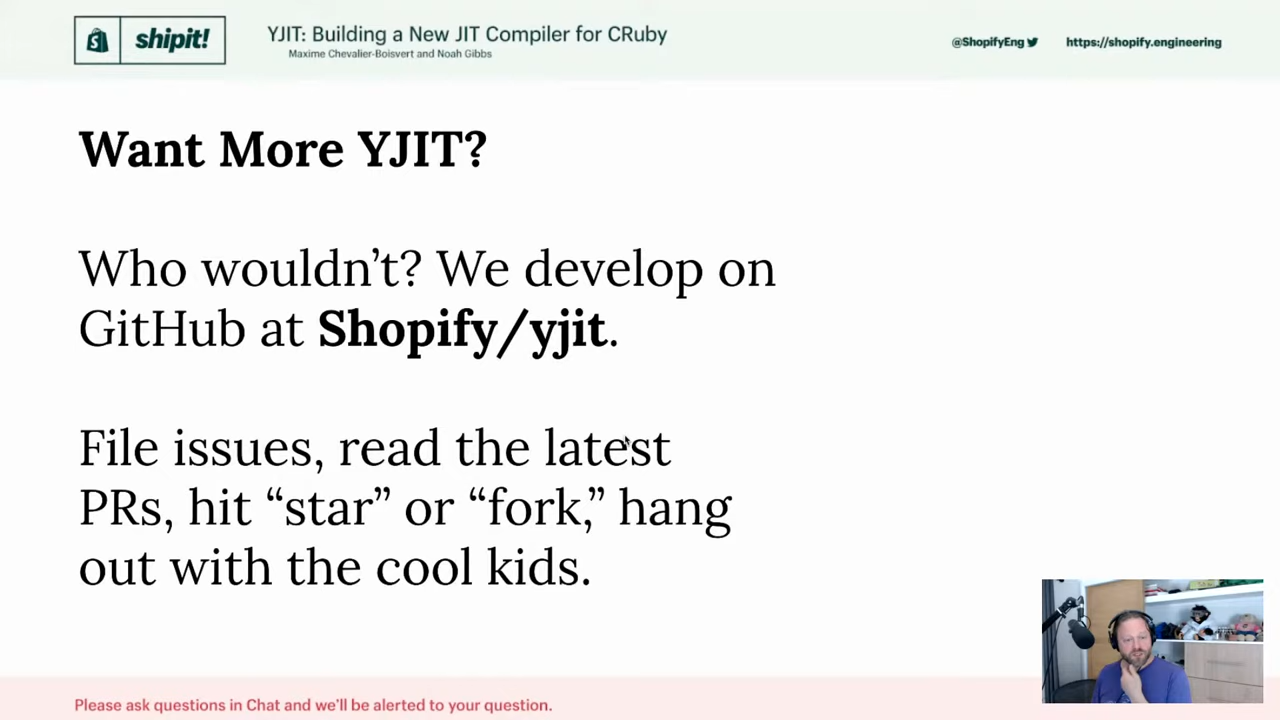 shipit!
YJIT: Building a New JIT Compiler for CRuby
Maxime Chevalier-Boisvert and Noah Gibbs
@ShopifyEng
https://shopify.engineering
Want More YJIT?
Who wouldn’t? We develop on
GitHub at Shopify/yjit.
File issues, read the latest
PRs, hit “star” or “fork,” hang
out with the cool kids.
Please ask questions in Chat and we’ll be alerted to your question.